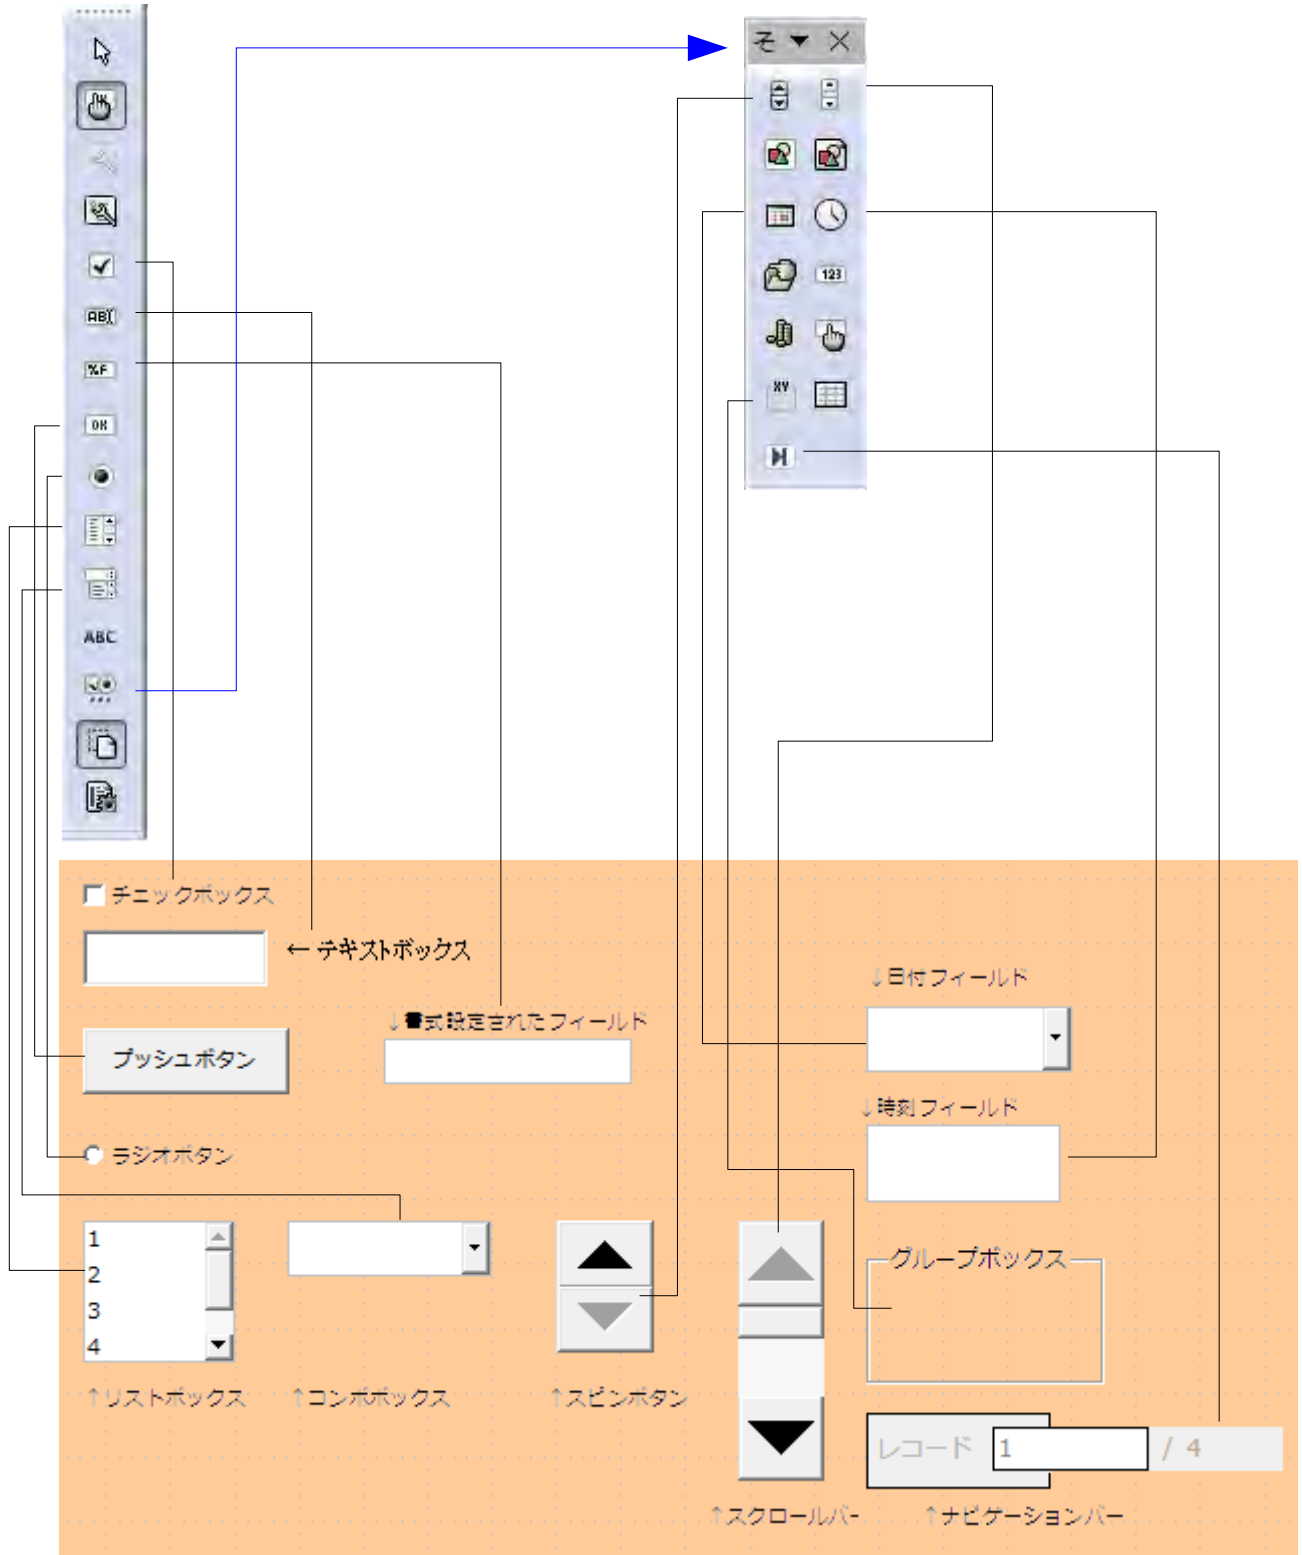 そ
ABI
%F
OK
123
XY
ABC
チェックボックス
← テキストボックス
↓日付フィールド
↓書式設定されたフィールド
プッシュボタン
↓時刻フィールド
ラジオボタン
1
2
3
4
グループボックス
↑リストボックス
↑コンボボックス
↑スピンボタン
レコード 1 / 4
↑スクロールバー
↑ナビゲーションバー